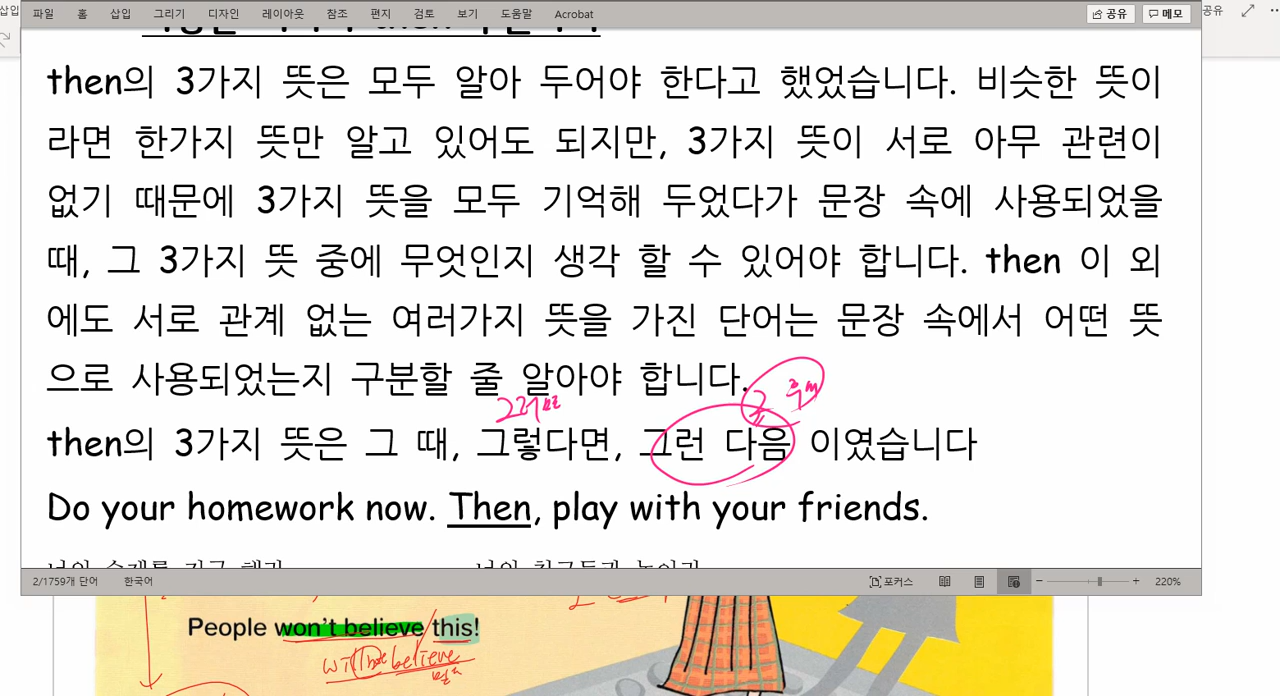 삽입
파일 홈 삽입 그리기 디자인 레이아웃 참조 편지 검토 보기 도움말 Acrobat 공유 메모 공유
then의 3가지 뜻은 모두 알아 두어야 한다고 했었습니다. 비슷한 뜻이
라면 한가지 뜻만 알고 있어도 되지만, 3가지 뜻이 서로 아무 관련이
없기 때문에 3가지 뜻을 모두 기억해 두었다가 문장 속에 사용되었을
때, 그 3가지 뜻 중에 무엇인지 생각 할 수 있어야 합니다. then 이 외
에도 서로 관계 없는 여러가지 뜻을 가진 단어는 문장 속에서 어떤 뜻
으로 사용되었는지 구분할 줄 알아야 합니다.
그러면
then의 3가지 뜻은 그 때, 그렇다면, 그런 다음 이였습니다
Do your homework now. Then, play with your friends.
2/1759개 단어 한국어 포커스 220%
People won't believe this!
will not believe